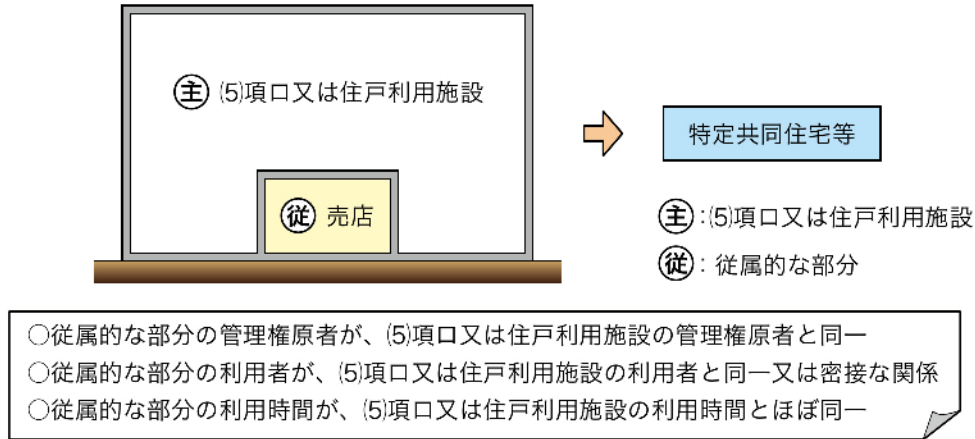 ㊟主 (5)項ロ又は住戸利用施設
特定共同住宅等
従 売店
主:(5)項ロ又は住戸利用施設
従:従属的な部分
○従属的な部分の管理権原者が、(5)項ロ又は住戸利用施設の管理権原者と同一
○従属的な部分の利用者が、(5)項ロ又は住戸利用施設の利用者と同一又は密接な関係
○従属的な部分の利用時間が、(5)項ロ又は住戸利用施設の利用時間とほぼ同一